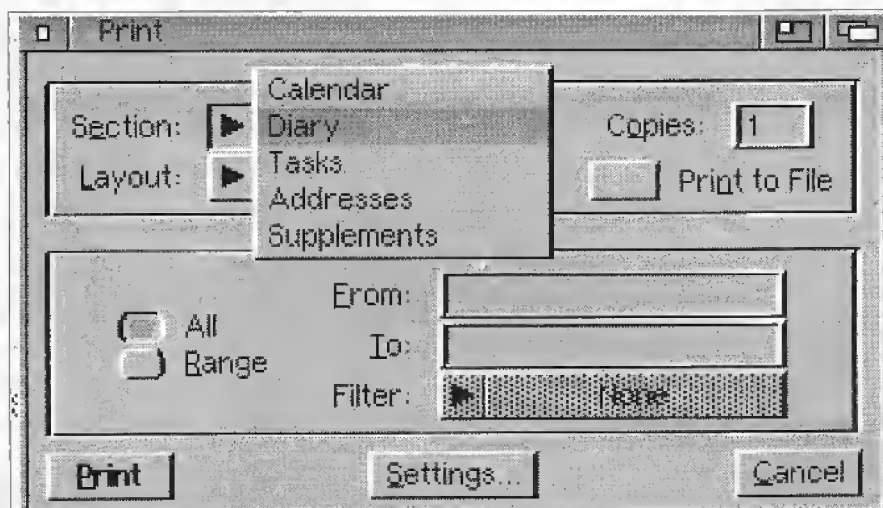 Print
Calendar
Section: Diary Copies: 1
Layout: Tasks Print to File
Addresses
Supplements
All From:
Range To:
Filter: None
Print Settings... Cancel